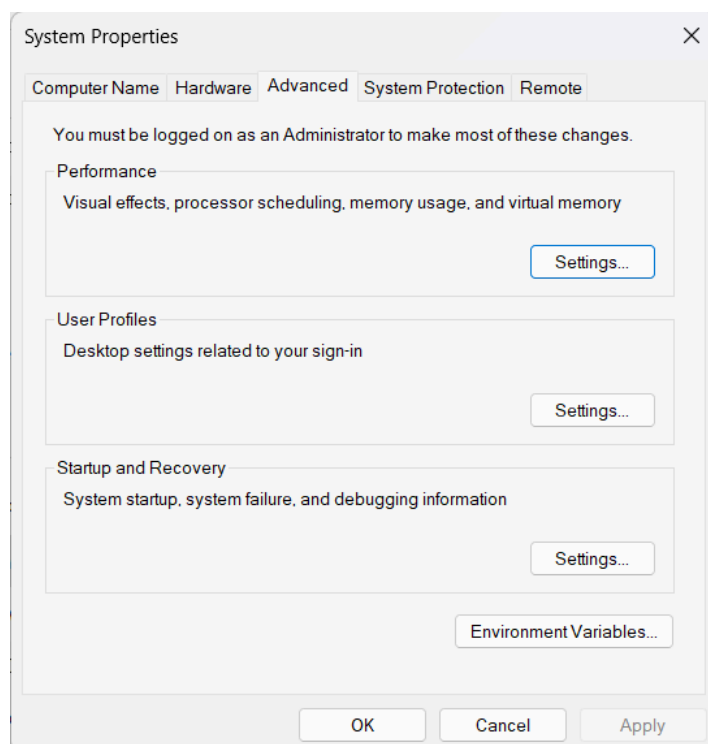 System Properties
Computer Name
Hardware
Advanced
System Protection
Remote
You must be logged on as an Administrator to make most of these changes.
Performance
Visual effects, processor scheduling, memory usage, and virtual memory
Settings...
User Profiles
Desktop settings related to your sign-in
Settings...
Startup and Recovery
System startup, system failure, and debugging information
Settings...
Environment Variables...
OK
Cancel
Apply